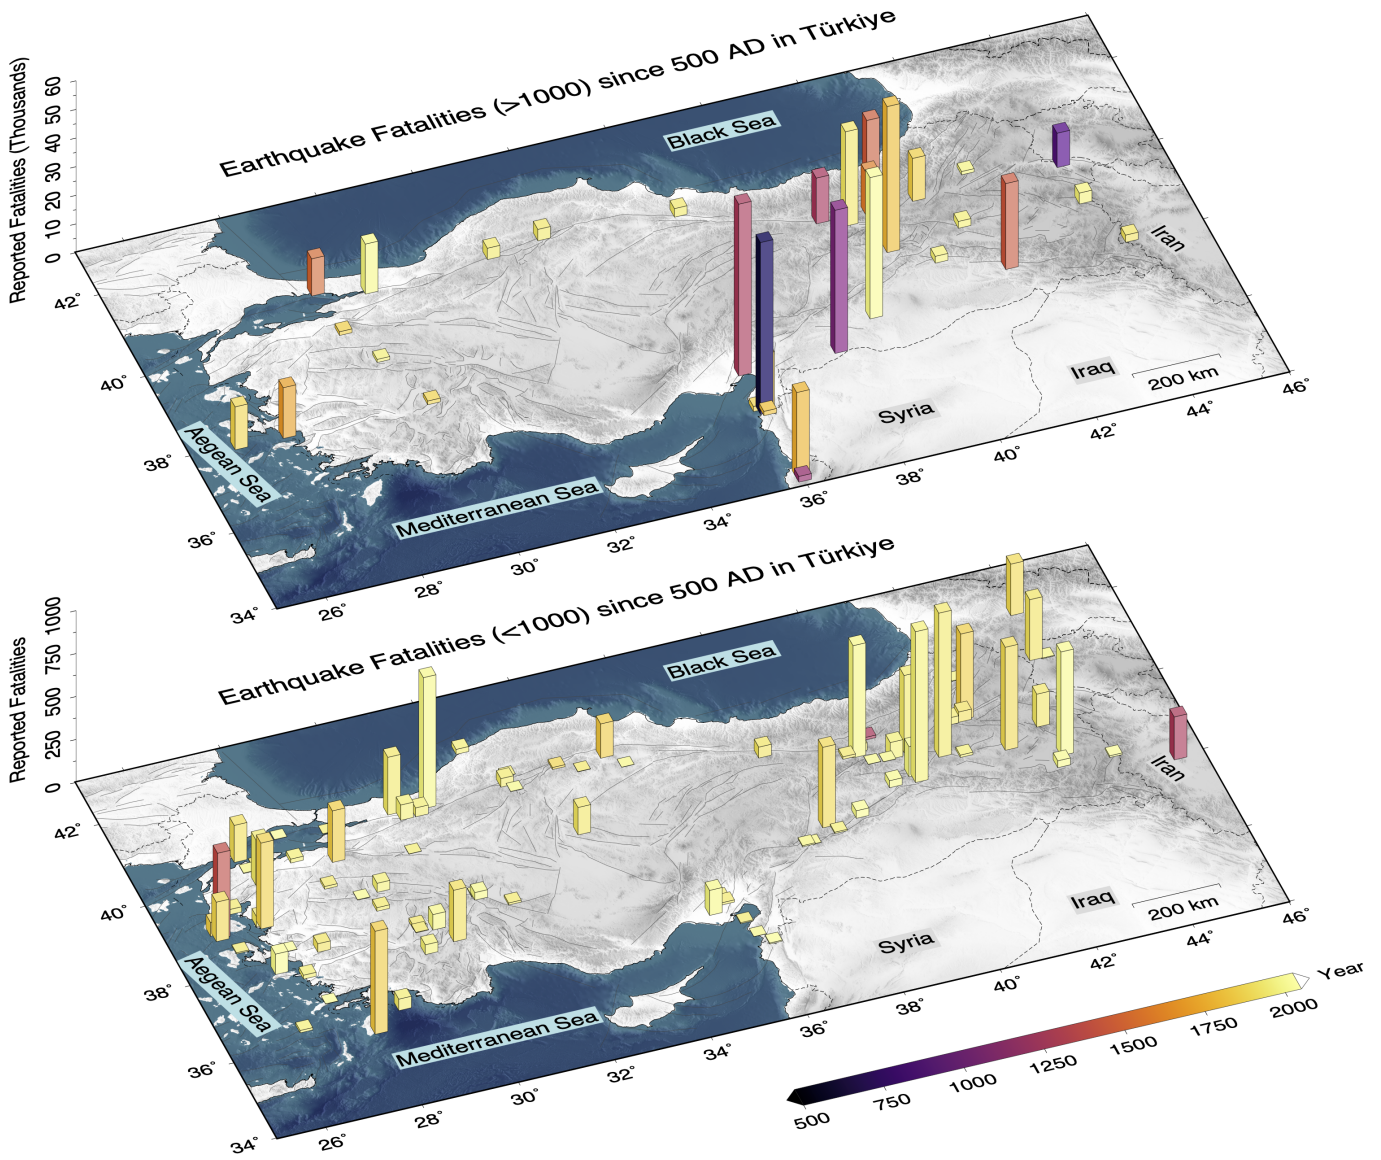 Earthquake Fatalities (>1000) since 500 AD in Türkiye
Reported Fatalities (Thousands)
60
50
40
30
20
10
0
Black Sea
Iran
Iraq
200 km
Syria
Aegean Sea
Mediterranean Sea
42°
40°
38°
36°
34°
26°
28°
30°
32°
34°
36°
38°
40°
42°
44°
46°
Earthquake Fatalities (<1000) since 500 AD in Türkiye
Reported Fatalities
1000
750
500
250
0
Black Sea
Iran
Iraq
200 km
Syria
Aegean Sea
Mediterranean Sea
42°
40°
38°
36°
34°
26°
28°
30°
32°
34°
36°
38°
40°
42°
44°
46°
Year
500
750
1000
1250
1500
1750
2000